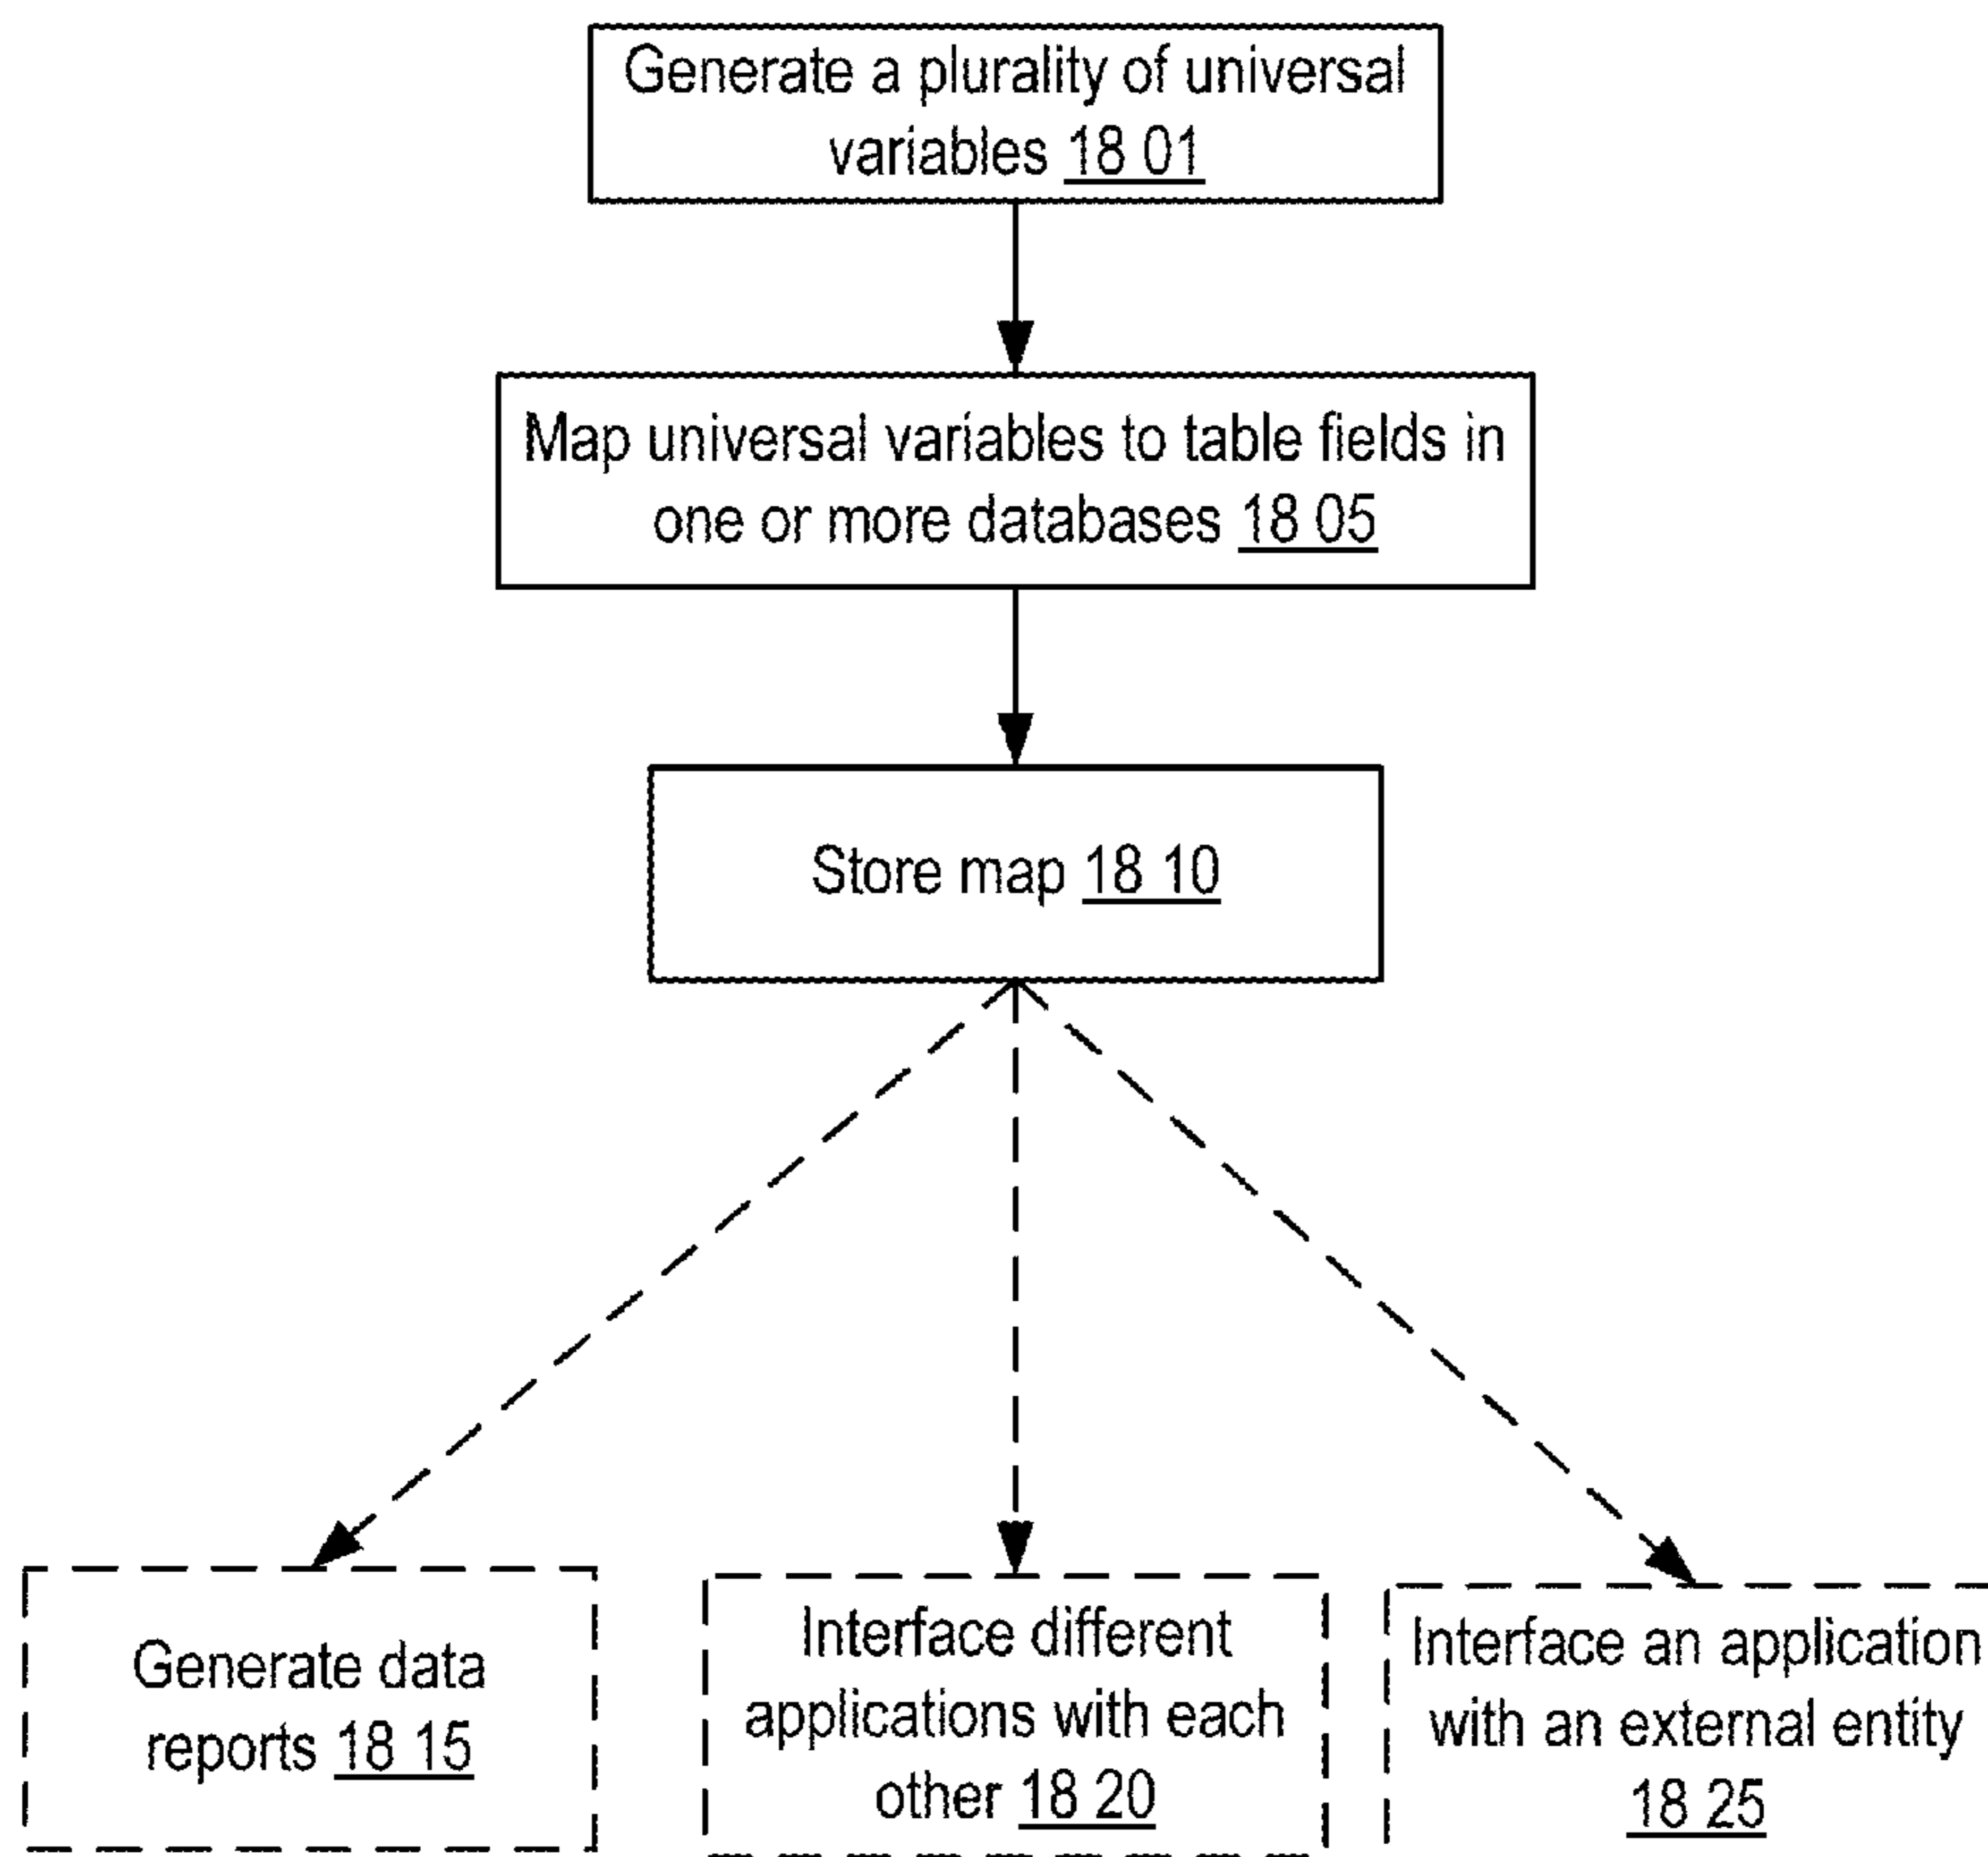 Generate a plurality of universal
variables 18 01
Map universal variables to table fields in
one or more databases 18 05
Store map 18 10
Generate data
reports 18 15
Interface different
applications with each
other 18 20
Interface an application
with an external entity
18 25